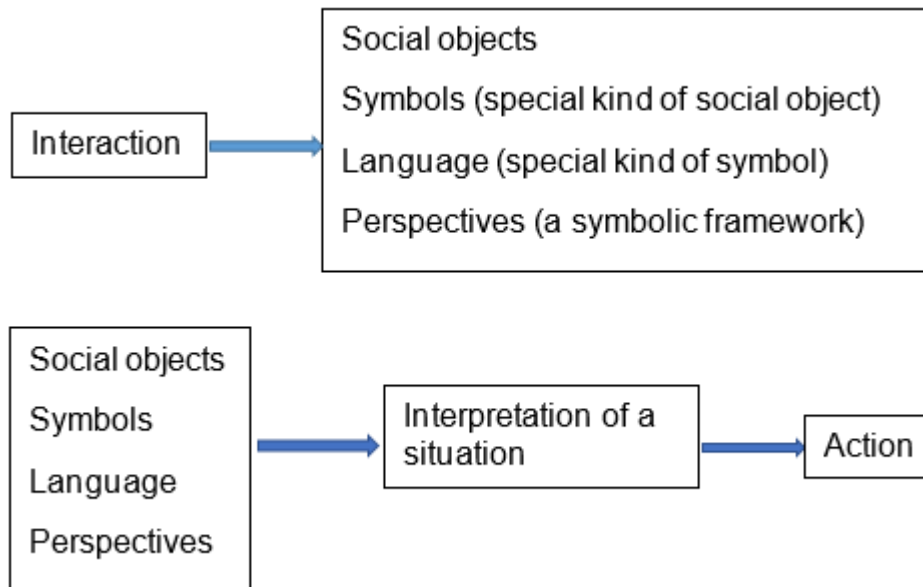 Interaction
Social objects
Symbols (special kind of social object)
Language (special kind of symbol)
Perspectives (a symbolic framework)
Social objects
Symbols
Language
Perspectives
Interpretation of a
situation
Action